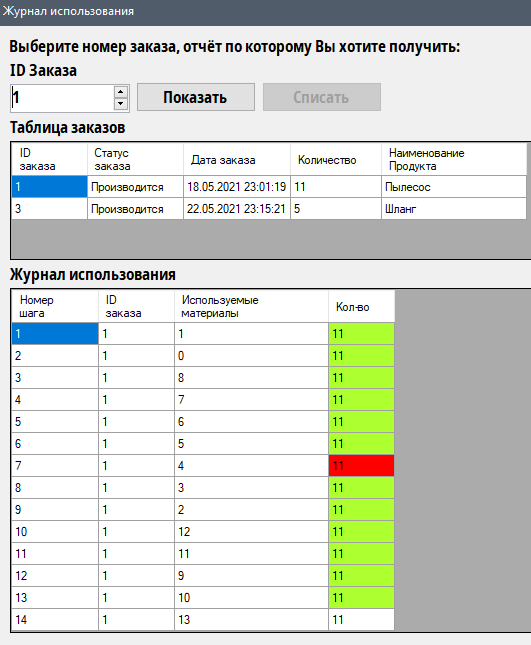 Журнал использования
Выберите номер заказа, отчёт по которому Вы хотите получить:
ID Заказа
1 Показать Списать
Таблица заказов
ID заказа Статус заказа Дата заказа Количество Наименование Продукта
1 Производится 18.05.2021 23:01:19 11 Пылесос
3 Производится 22.05.2021 23:15:21 5 Шланг
Журнал использования
Номер шага ID заказа Используемые материалы Кол-во
1 1 1 11
2 1 0 11
3 1 8 11
4 1 7 11
5 1 6 11
6 1 5 11
7 1 4 11
8 1 3 11
9 1 2 11
10 1 12 11
11 1 11 11
12 1 9 11
13 1 10 11
14 1 13 11